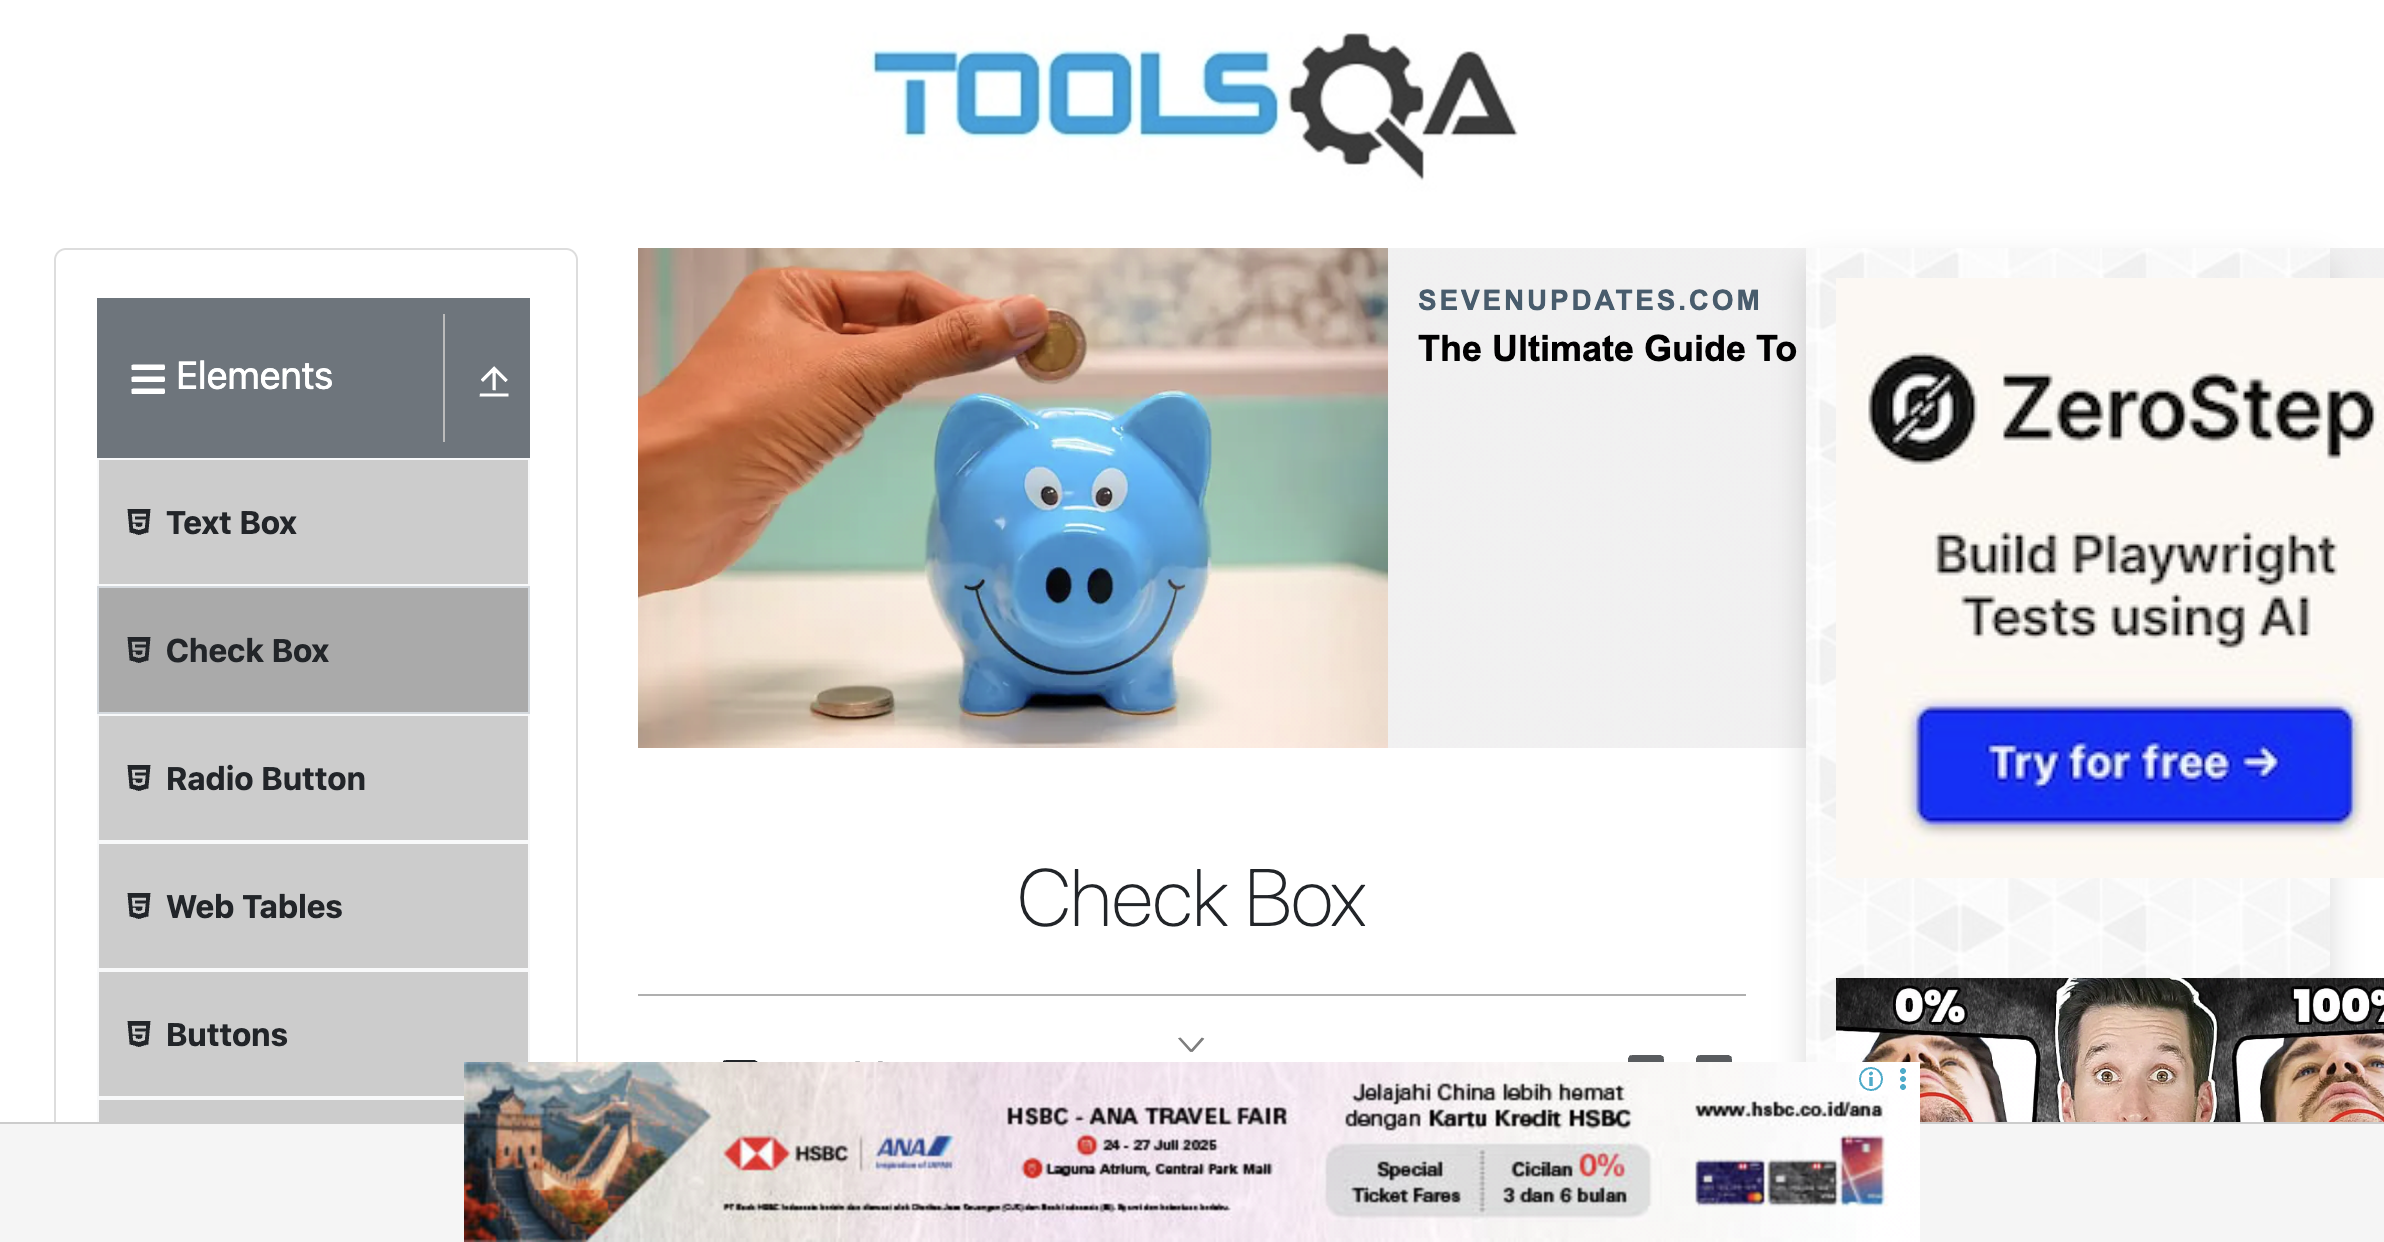 TOOLSQA
Elements
Text Box
Check Box
Radio Button
Web Tables
Buttons
SEVENUPDATES.COM
The Ultimate Guide To
Check Box
ZeroStep
Build Playwright
Tests using AI
Try for free →
0%
100%
HSBC
ANA
Inspiration of JAPAN
HSBC - ANA TRAVEL FAIR
24 - 27 Juli 2025
Laguna Atrium, Central Park Mall
Jelajahi China lebih hemat
dengan Kartu Kredit HSBC
Special
Ticket Fares
Cicilan 0%
3 dan 6 bulan
www.hsbc.co.id/ana